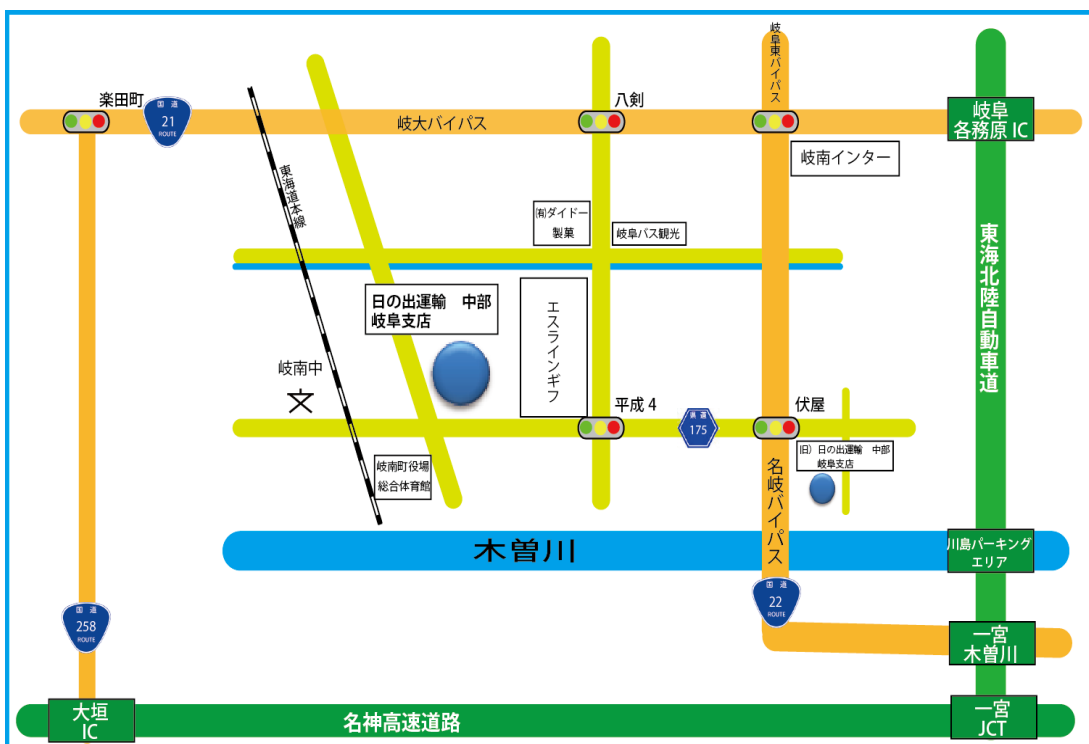 岐阜東バイパス
楽田町
国道
21
ROUTE
岐大バイパス
八剣
岐阜
各務原 IC
岐南インター
東海道本線
㈲ダイドー
製菓
岐阜バス観光
東海北陸自動車道
日の出運輸 中部
岐阜支店
エスラインギフ
岐南中
文
平成 4
県道
175
伏屋
岐南町役場
総合体育館
(旧) 日の出運輸 中部
岐阜支店
名岐バイパス
木曽川
川島パーキング
エリア
国道
22
ROUTE
国道
258
ROUTE
一宮
木曽川
大垣
IC
名神高速道路
一宮
JCT